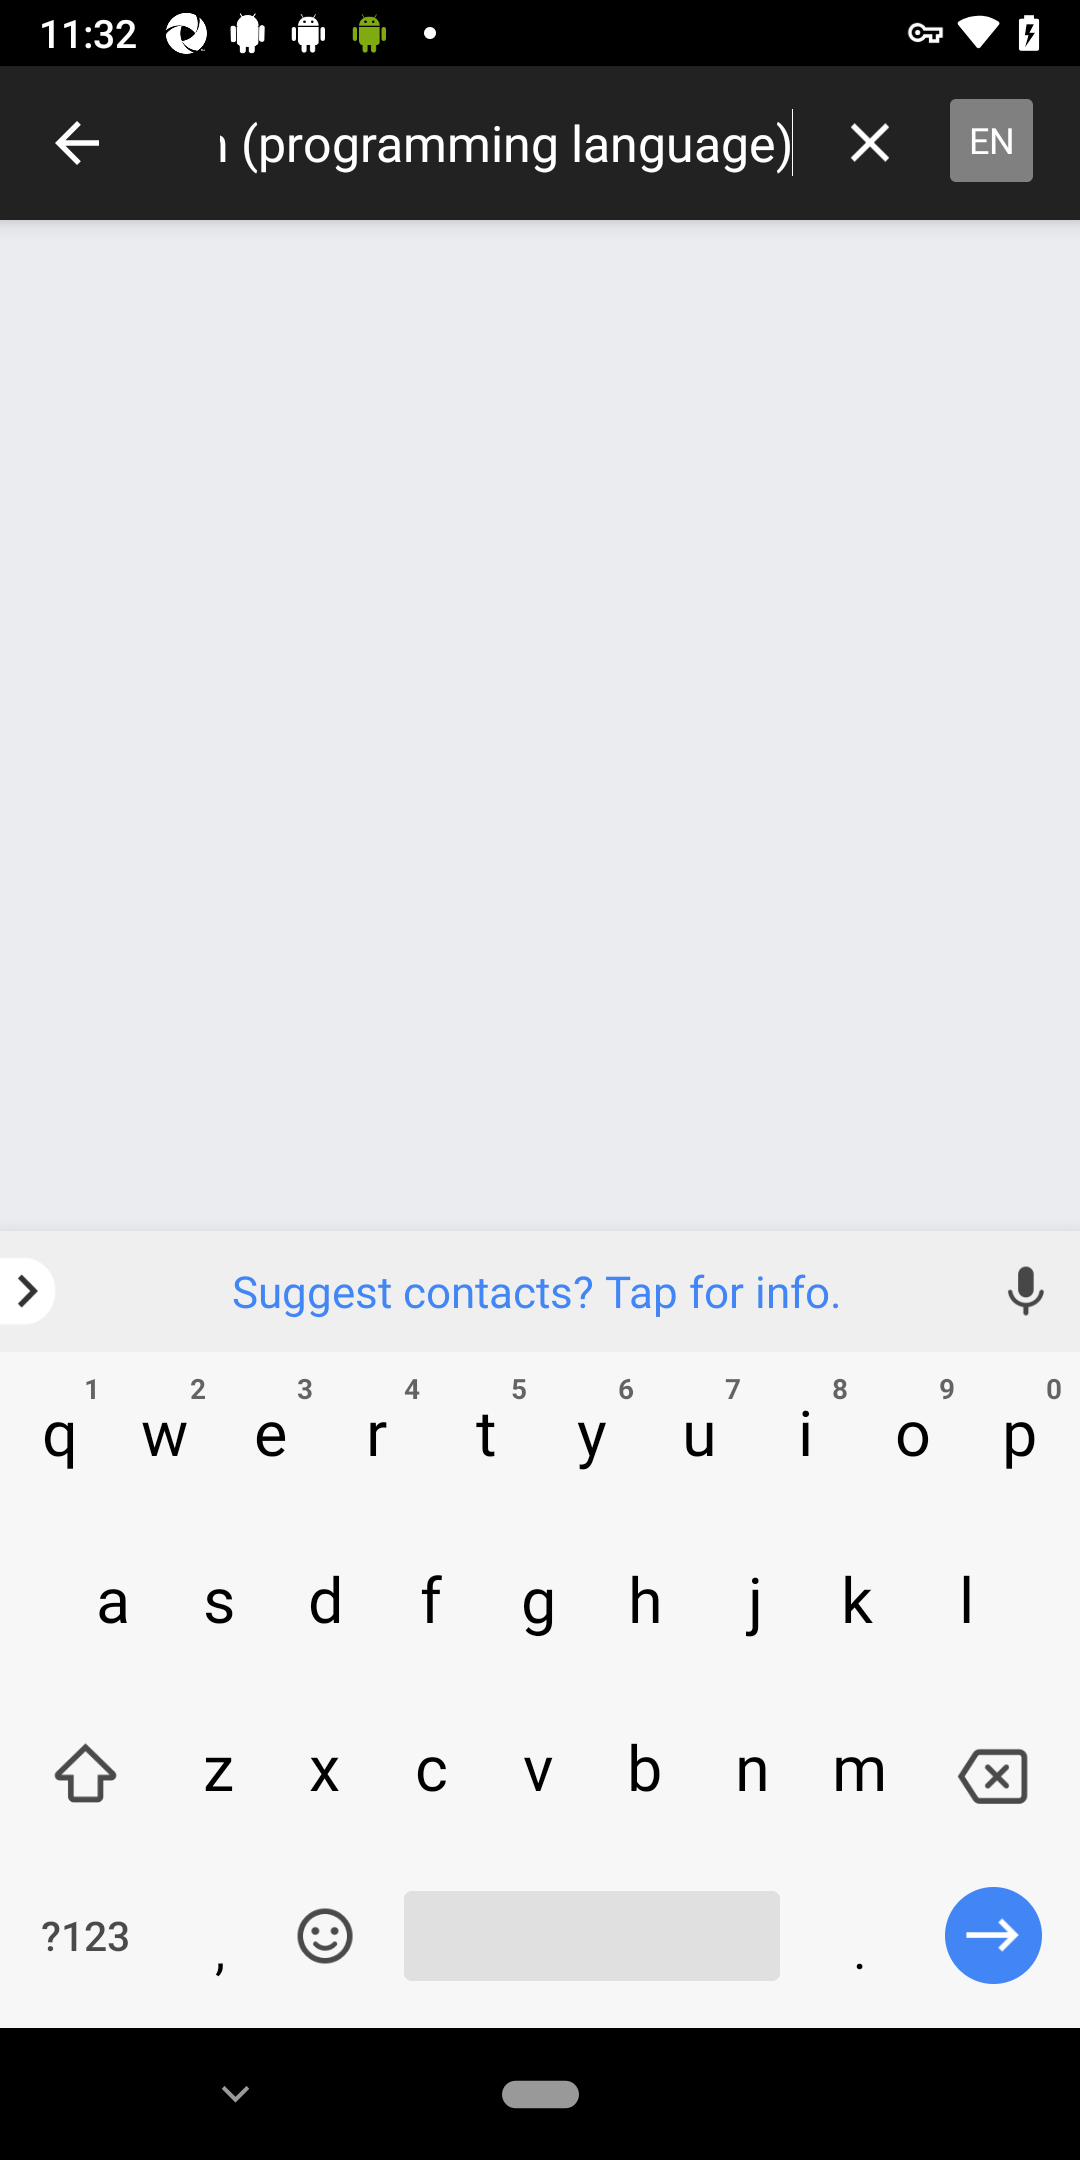 11:32
(programming language)
EN
Suggest contacts? Tap for info.
1 2 3 4 5 6 7 8 9 0
q w e r t y u i o p
a s d f g h j k l
z x c v b n m
?123 , .